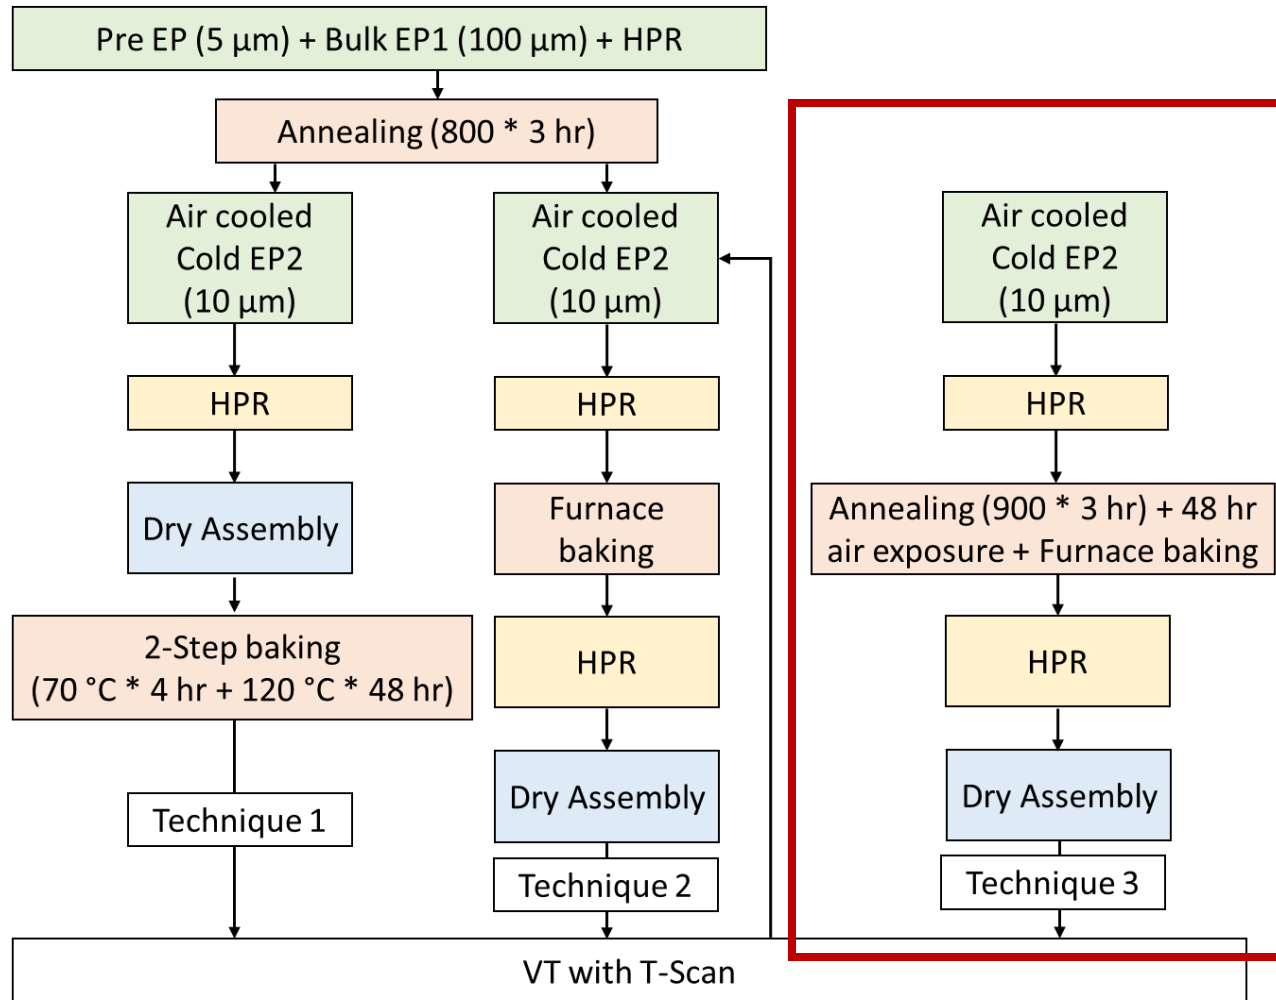 Pre EP (5 µm) + Bulk EP1 (100 µm) + HPR
Annealing (800 * 3 hr)
Air cooled
Cold EP2
(10 µm)
HPR
Dry Assembly
2-Step baking
(70 °C * 4 hr + 120 °C * 48 hr)
Technique 1
Air cooled
Cold EP2
(10 µm)
HPR
Furnace
baking
HPR
Dry Assembly
Technique 2
Air cooled
Cold EP2
(10 µm)
HPR
Annealing (900 * 3 hr) + 48 hr
air exposure + Furnace baking
HPR
Dry Assembly
Technique 3
VT with T-Scan